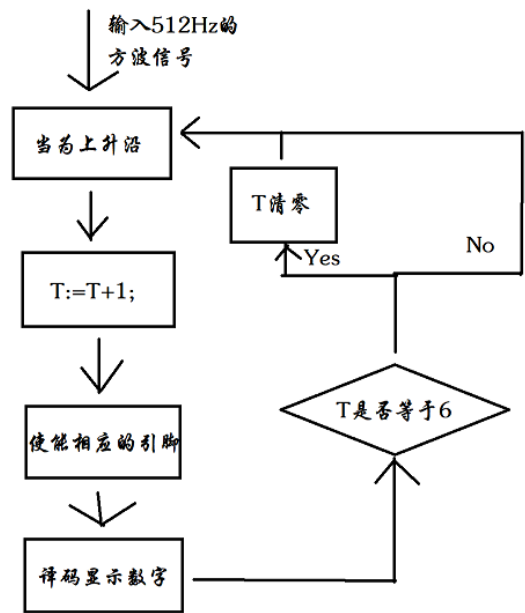 输入512Hz的
方波信号
当为上升沿
T清零
Yes
No
T:=T+1;
T是否等于6
使能相应的引脚
译码显示数字